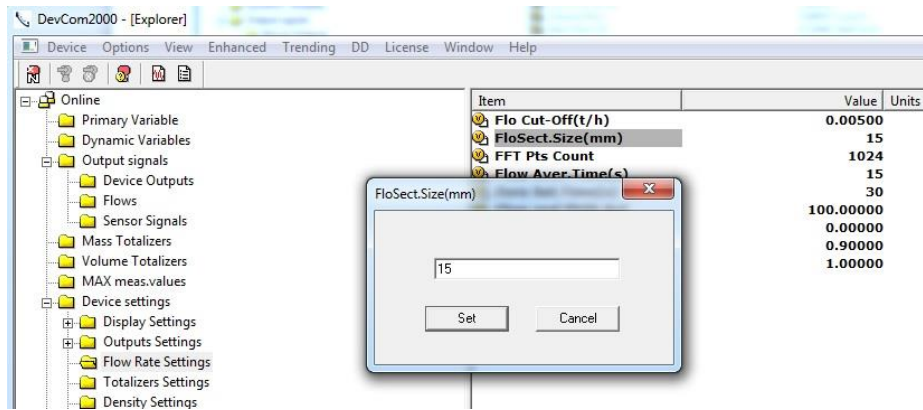 DevCom2000 - [Explorer]
Device Options View Enhanced Trending DD License Window Help
Online
Primary Variable
Dynamic Variables
Output signals
Device Outputs
Flows
Sensor Signals
Mass Totalizers
Volume Totalizers
MAX meas.values
Device settings
Display Settings
Outputs Settings
Flow Rate Settings
Totalizers Settings
Density Settings
Item Value Units
Flo Cut-Off(t/h) 0.00500
FloSect.Size(mm) 15
FFT Pts Count 1024
Flow Aver.Time(s) 15
30
100.00000
0.00000
0.90000
1.00000
FloSect.Size(mm)
15
Set Cancel